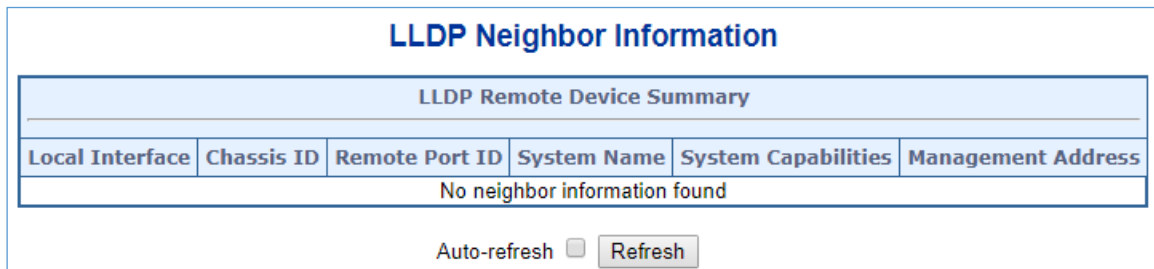 LLDP Neighbor Information
LLDP Remote Device Summary
Local Interface Chassis ID Remote Port ID System Name System Capabilities Management Address
No neighbor information found
Auto-refresh Refresh